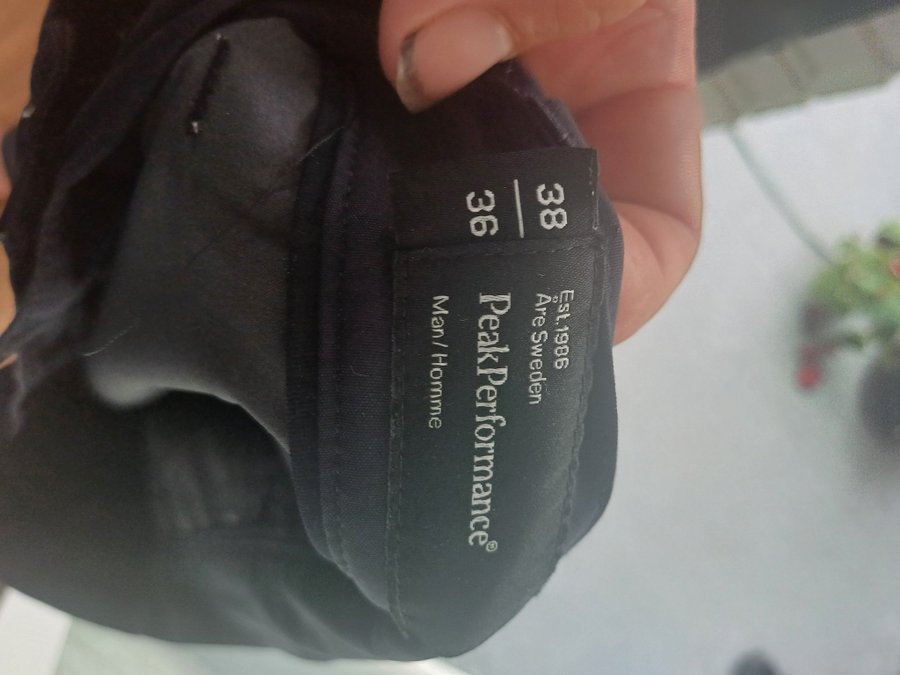 38
36
Est.1986
Åre Sweden
PeakPerformance®
Man/Homme